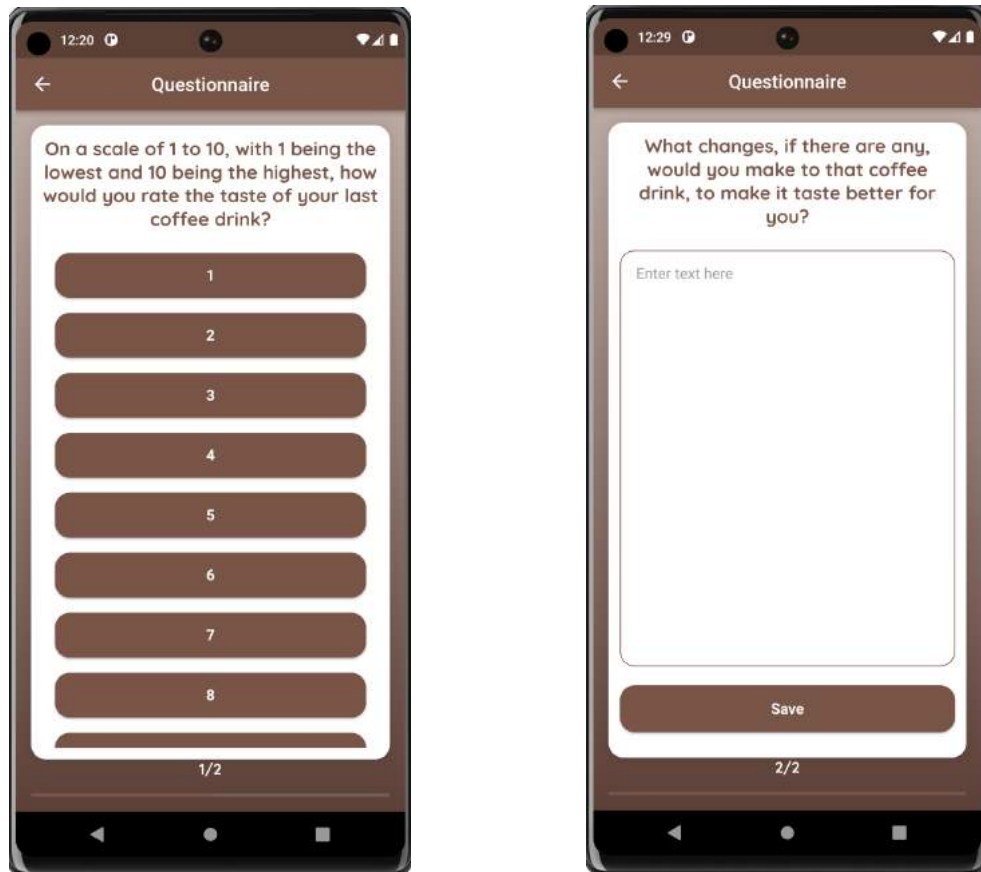 12:20
Questionnaire
On a scale of 1 to 10, with 1 being the
lowest and 10 being the highest, how
would you rate the taste of your last
coffee drink?
1
2
3
4
5
6
7
8
1/2
12:29
Questionnaire
What changes, if there are any,
would you make to that coffee
drink, to make it taste better for
you?
Enter text here
Save
2/2